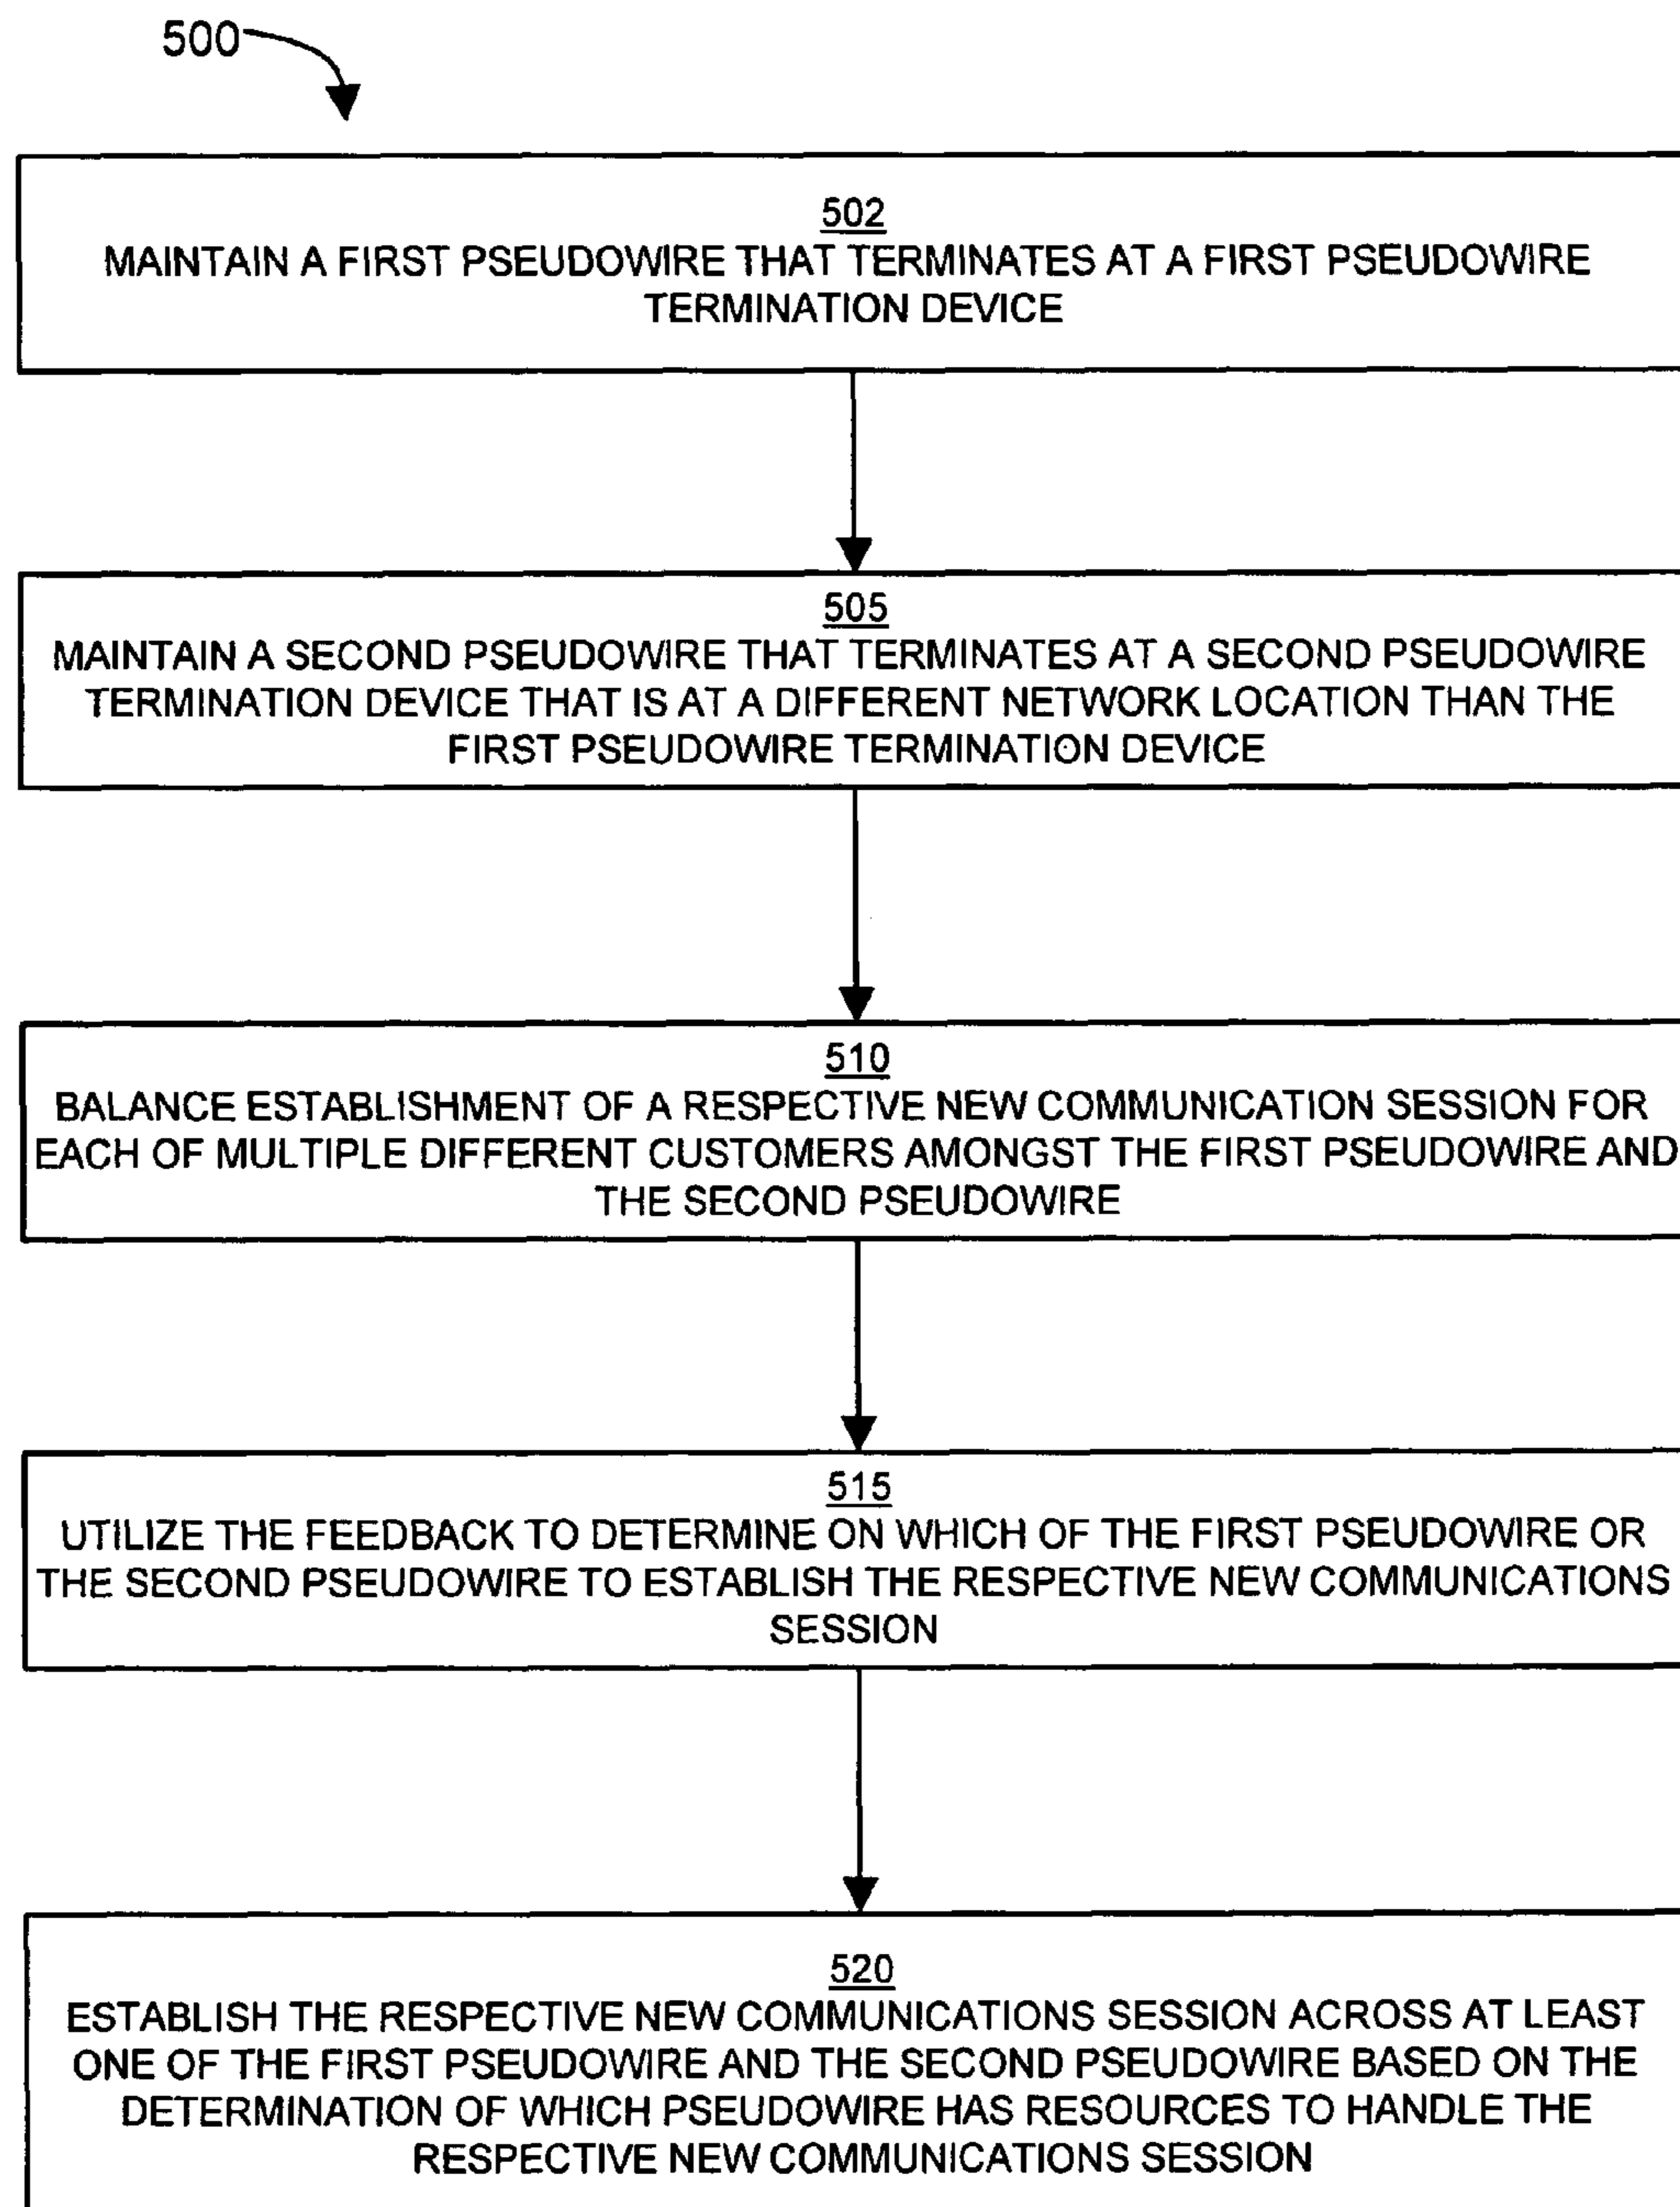 500
502
MAINTAIN A FIRST PSEUDOWIRE THAT TERMINATES AT A FIRST PSEUDOWIRE
TERMINATION DEVICE
505
MAINTAIN A SECOND PSEUDOWIRE THAT TERMINATES AT A SECOND PSEUDOWIRE
TERMINATION DEVICE THAT IS AT A DIFFERENT NETWORK LOCATION THAN THE
FIRST PSEUDOWIRE TERMINATION DEVICE
510
BALANCE ESTABLISHMENT OF A RESPECTIVE NEW COMMUNICATION SESSION FOR
EACH OF MULTIPLE DIFFERENT CUSTOMERS AMONGST THE FIRST PSEUDOWIRE AND
THE SECOND PSEUDOWIRE
515
UTILIZE THE FEEDBACK TO DETERMINE ON WHICH OF THE FIRST PSEUDOWIRE OR
THE SECOND PSEUDOWIRE TO ESTABLISH THE RESPECTIVE NEW COMMUNICATIONS
SESSION
520
ESTABLISH THE RESPECTIVE NEW COMMUNICATIONS SESSION ACROSS AT LEAST
ONE OF THE FIRST PSEUDOWIRE AND THE SECOND PSEUDOWIRE BASED ON THE
DETERMINATION OF WHICH PSEUDOWIRE HAS RESOURCES TO HANDLE THE
RESPECTIVE NEW COMMUNICATIONS SESSION